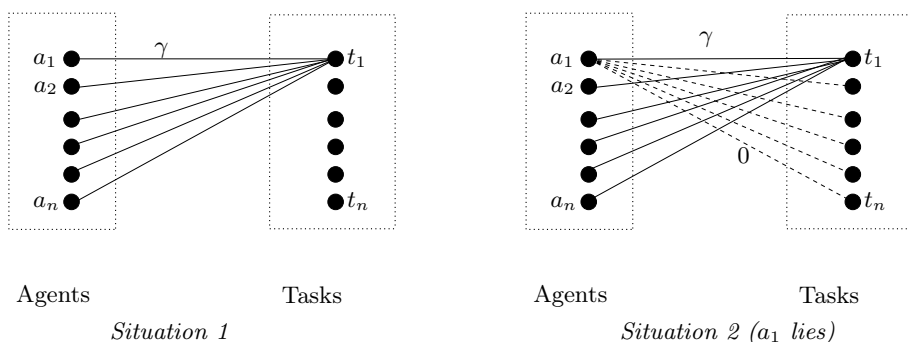 γ
a₁ t₁
a₂
aₙ tₙ
Agents Tasks
Situation 1
γ
a₁ t₁
a₂
0
aₙ tₙ
Agents Tasks
Situation 2 (a₁ lies)